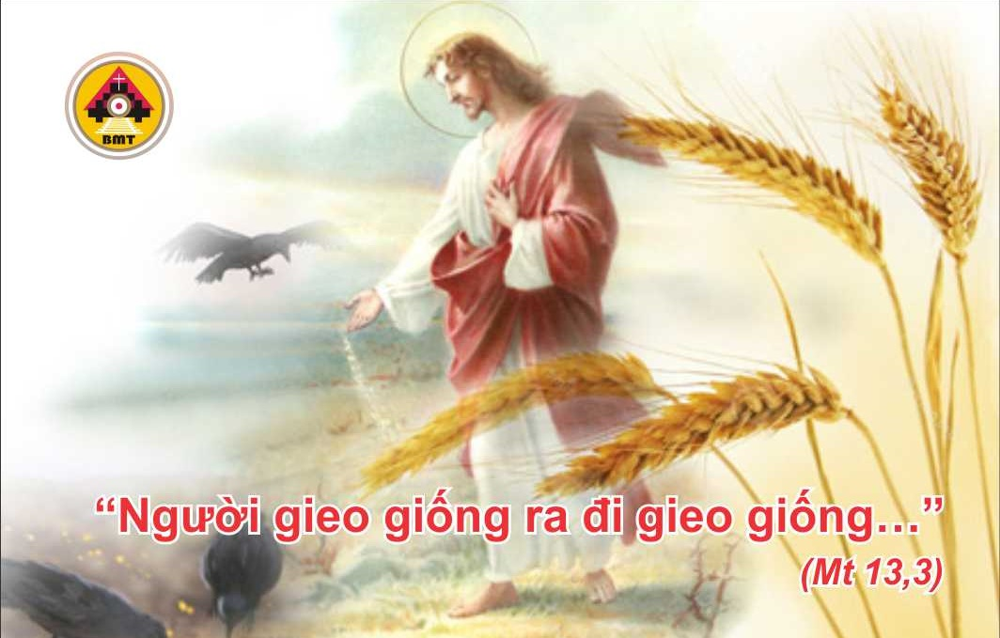 BMT
“Người gieo giống ra đi gieo giống...”
(Mt 13,3)